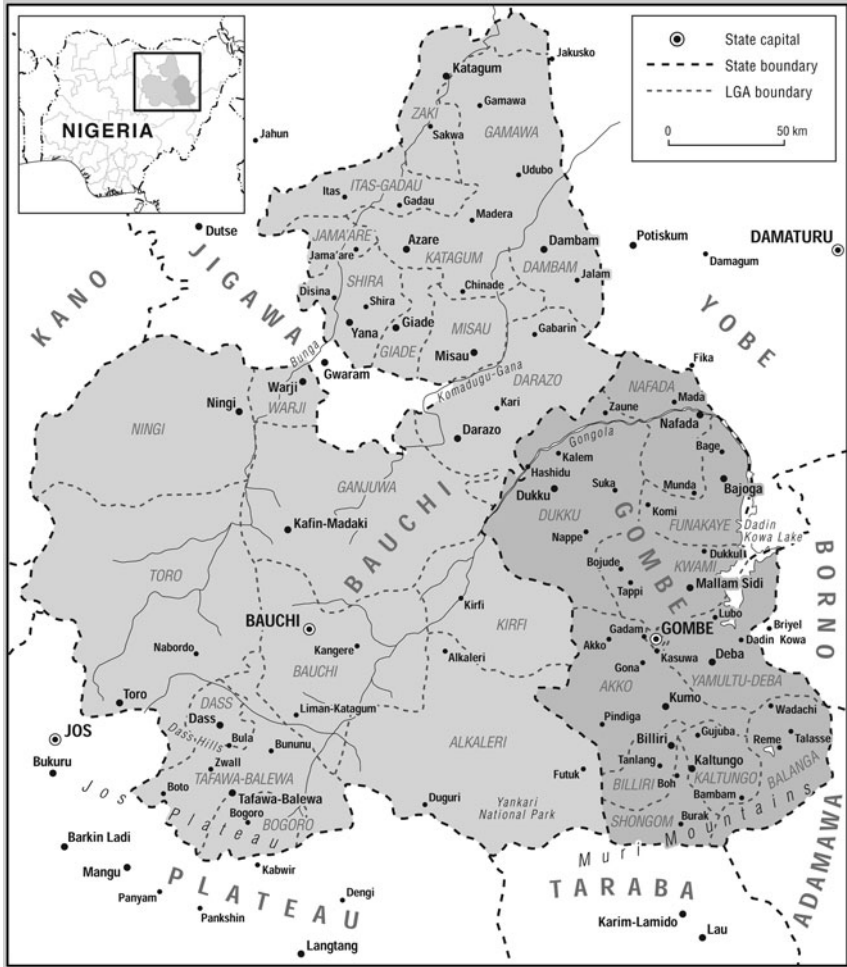 NIGERIA
State capital
State boundary
LGA boundary
0 50 km
Jakusko
Katagum
Gamawa
ZAKI
Sakwa
GAMAWA
Jahun
Udubo
Itas
ITAS-GADAU
Gadau
Madera
Dutse
JAMA'ARE
Jama'are
Azare
KATAGUM
Dambam
DAMBAM
Potiskum
Damagum
DAMATURU
KANO
JIGAWA
YOBE
SHIRA
Disina
Shira
Chinade
Jalam
Yana
Giade
GIADE
MISAU
Misau
Gabarin
Bunga
Gwaram
Warji
WARJI
Komadugu-Gana
DARAZO
Fika
NAFADA
Mada
Zaune
Nafada
Ningi
NINGI
Kari
Darazo
Gongola
Bage
Kalem
Hashidu
GANJUWA
BAUCHI
Dukku
Suka
Munda
Bajoga
DUKKU
GOMBE
Komi
FUNAKAYE
Dadin
Kowa Lake
Kafin-Madaki
Nappe
Dukkul
KWAMI
BORNO
TORO
Bojude
Tappi
Mallam Sidi
Kirfi
KIRFI
Lubo
BAUCHI
Kangere
Gadam
GOMBE
Briyel
Dadin Kowa
Nabordo
BAUCHI
Alkaleri
Akko
Kasuwa
Gona
Deba
AKKO
YAMULTU-DEBA
Toro
DASS
Dass
Liman-Katagum
Kumo
Wadachi
JOS
Bukuru
Dass-Hills
Bula
Bununu
ALKALERI
Pindiga
Billiri
Gujuba
Reme
Talasse
Zwall
TAFAWA-BALEWA
Futuk
Tanlang
Kaltungo
BILLIRI
Boh
KALTUNGO
BALANGA
Boto
Tafawa-Balewa
Duguri
Yankari
National Park
Bambam
Jos Plateau
Bogoro
BOGORO
SHONGOM
Burak
Muri Mountains
Barkin Ladi
Mangu
Kabwir
PLATEAU
TARABA
ADAMAWA
Panyam
Pankshin
Dengi
Karim-Lamido
Lau
Langtang